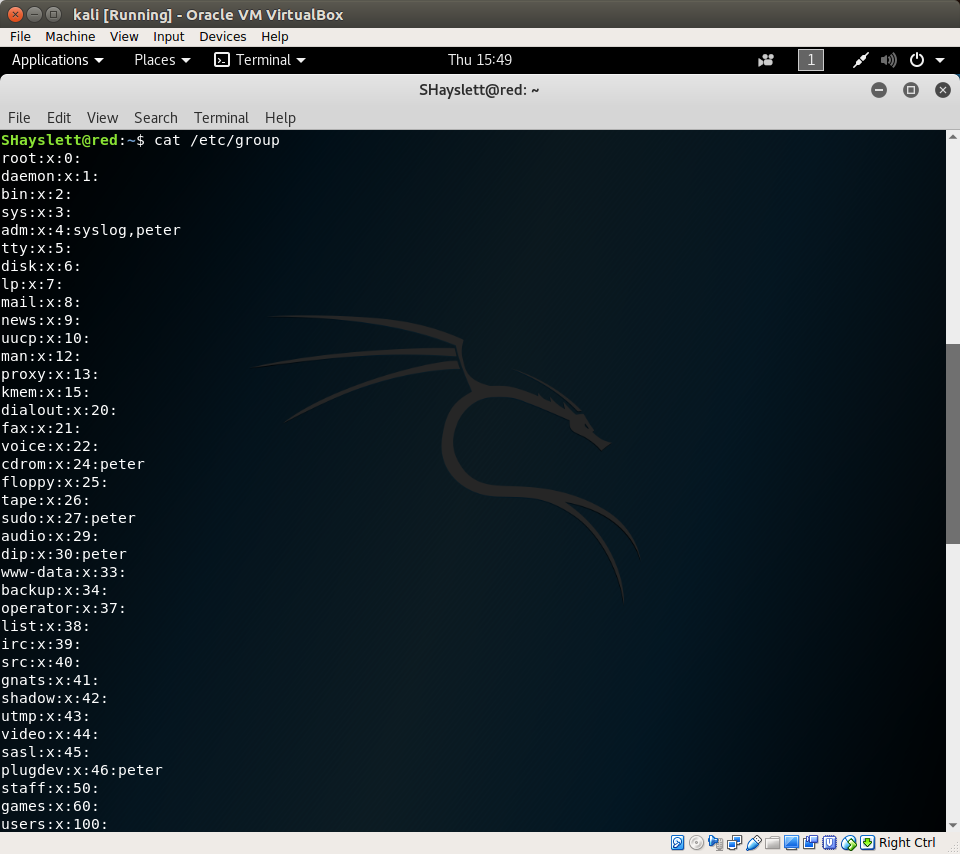 kali [Running] - Oracle VM VirtualBox
File Machine View Input Devices Help
Applications Places Terminal Thu 15:49 1
SHayslett@red: ~
File Edit View Search Terminal Help
SHayslett@red:~$ cat /etc/group
root:x:0:
daemon:x:1:
bin:x:2:
sys:x:3:
adm:x:4:syslog,peter
tty:x:5:
disk:x:6:
lp:x:7:
mail:x:8:
news:x:9:
uucp:x:10:
man:x:12:
proxy:x:13:
kmem:x:15:
dialout:x:20:
fax:x:21:
voice:x:22:
cdrom:x:24:peter
floppy:x:25:
tape:x:26:
sudo:x:27:peter
audio:x:29:
dip:x:30:peter
www-data:x:33:
backup:x:34:
operator:x:37:
list:x:38:
irc:x:39:
src:x:40:
gnats:x:41:
shadow:x:42:
utmp:x:43:
video:x:44:
sasl:x:45:
plugdev:x:46:peter
staff:x:50:
games:x:60:
users:x:100:
Right Ctrl